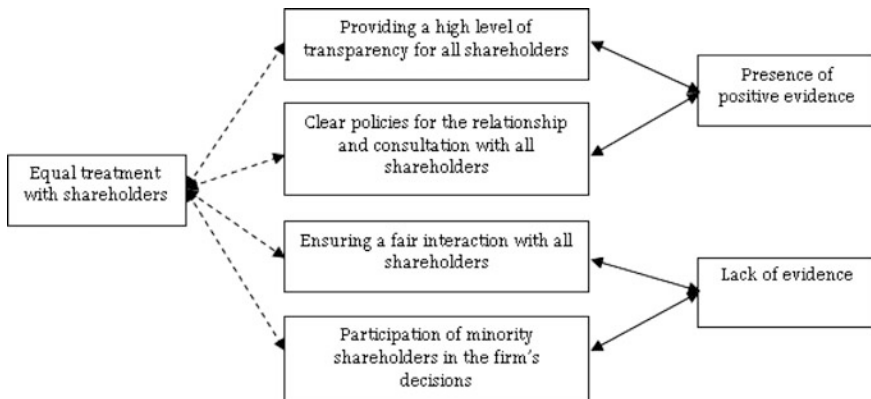 Providing a high level of
transparency for all shareholders
Presence of
positive evidence
Clear policies for the relationship
and consultation with all
shareholders
Equal treatment
with shareholders
Ensuring a fair interaction with all
shareholders
Lack of evidence
Participation of minority
shareholders in the firm's
decisions